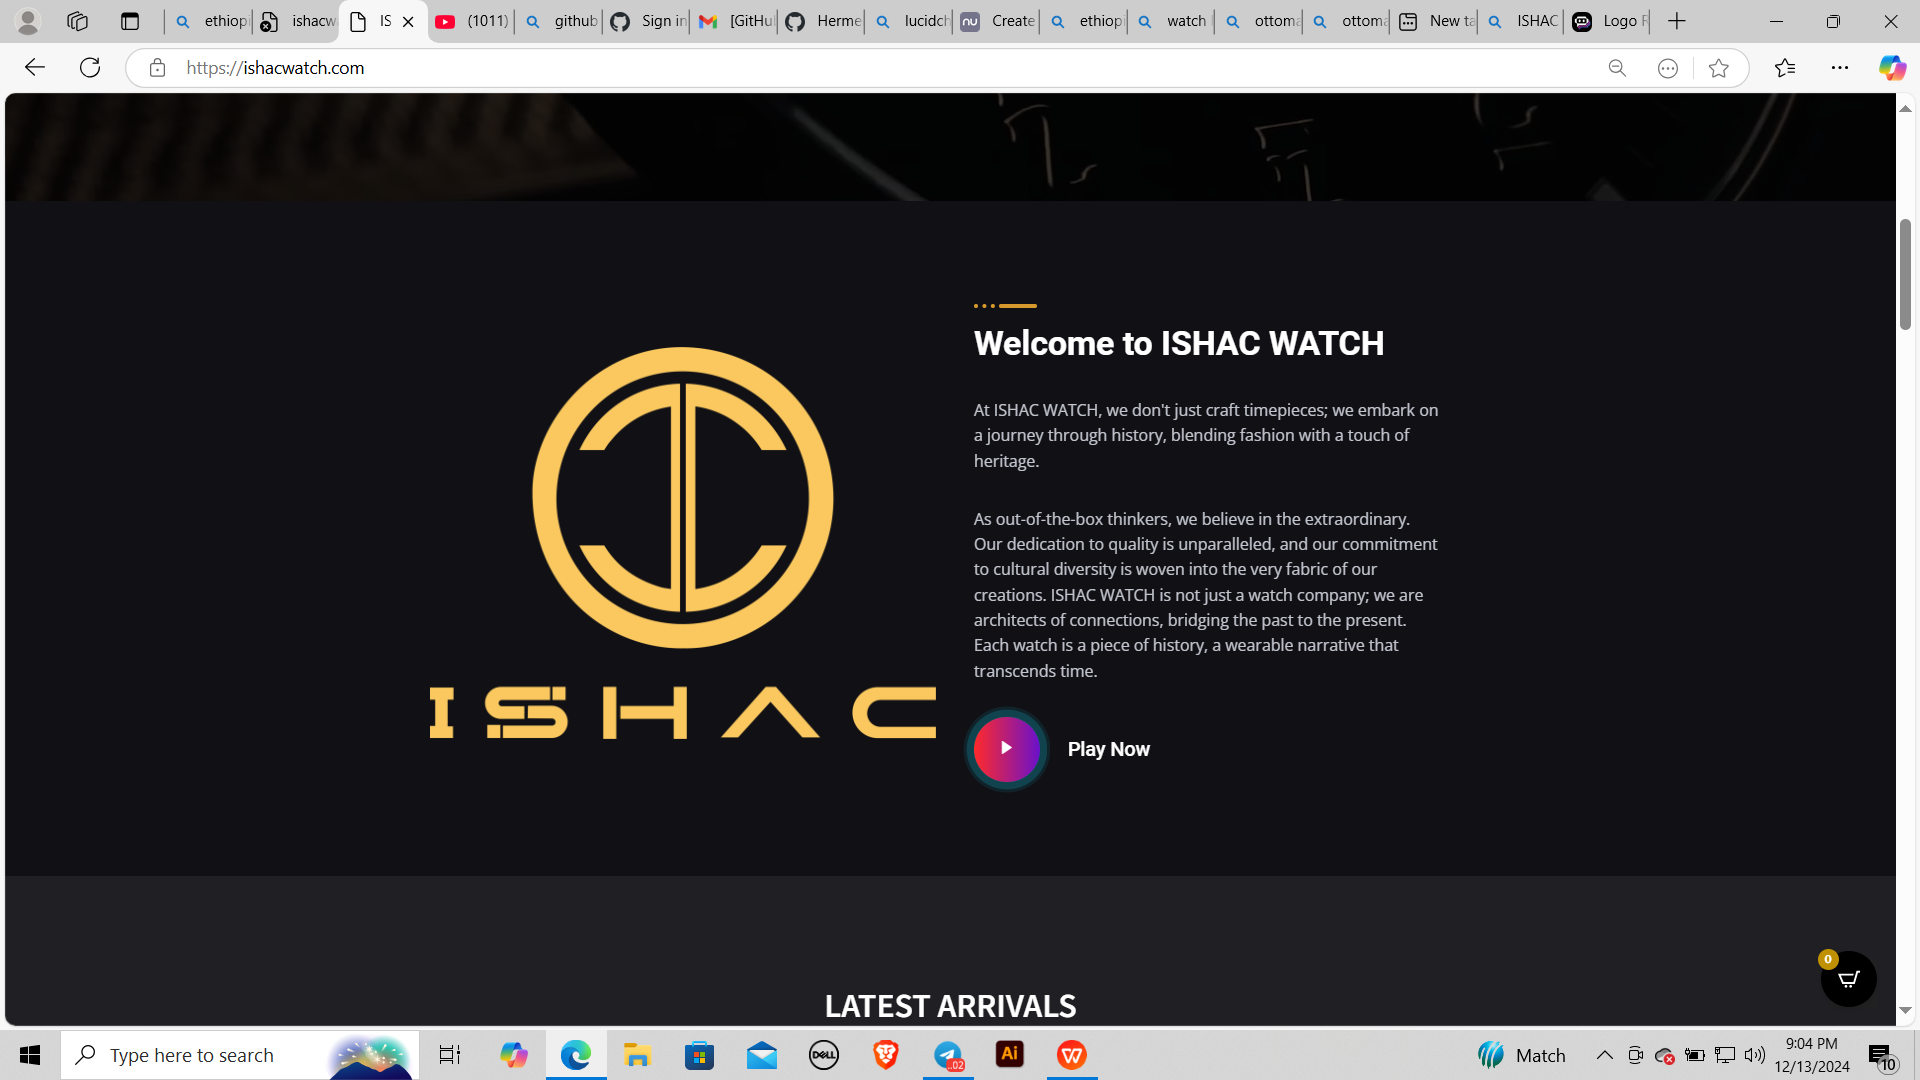 ethiopi
ishacw
IS
(1011)
github
Sign in
[GitHu
Herme
lucidch
Create
ethiopi
watch
ottoma
ottoma
New ta
ISHAC
Logo
https://ishacwatch.com
Welcome to ISHAC WATCH
At ISHAC WATCH, we don't just craft timepieces; we embark on
a journey through history, blending fashion with a touch of
heritage.
As out-of-the-box thinkers, we believe in the extraordinary.
Our dedication to quality is unparalleled, and our commitment
to cultural diversity is woven into the very fabric of our
creations. ISHAC WATCH is not just a watch company; we are
architects of connections, bridging the past to the present.
Each watch is a piece of history, a wearable narrative that
transcends time.
ISHAC
Play Now
0
LATEST ARRIVALS
Type here to search
DELL
..02
Ai
Match
9:04 PM
12/13/2024
10